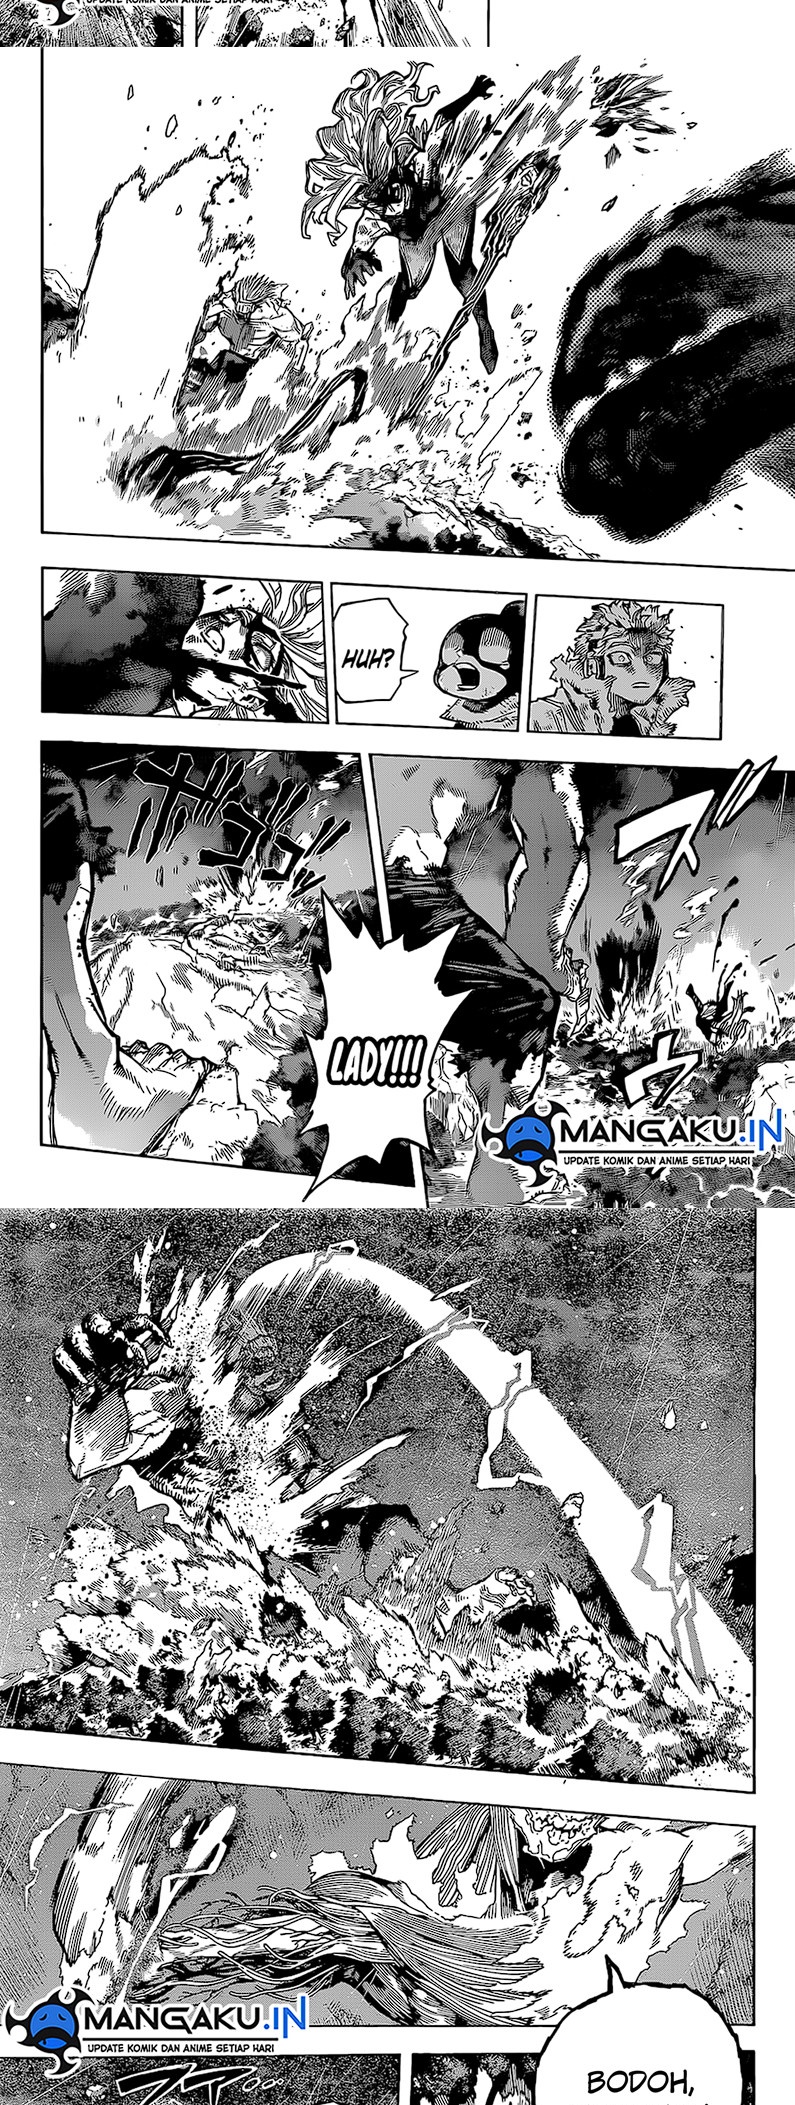 UPDATE KOMIK DAN ANIME SETIAP HARI
HUH?
LADY!!!
MANGAKU.IN
UPDATE KOMIK DAN ANIME SETIAP HARI
MANGAKU.IN
UPDATE KOMIK DAN ANIME SETIAP HARI
BODOH,